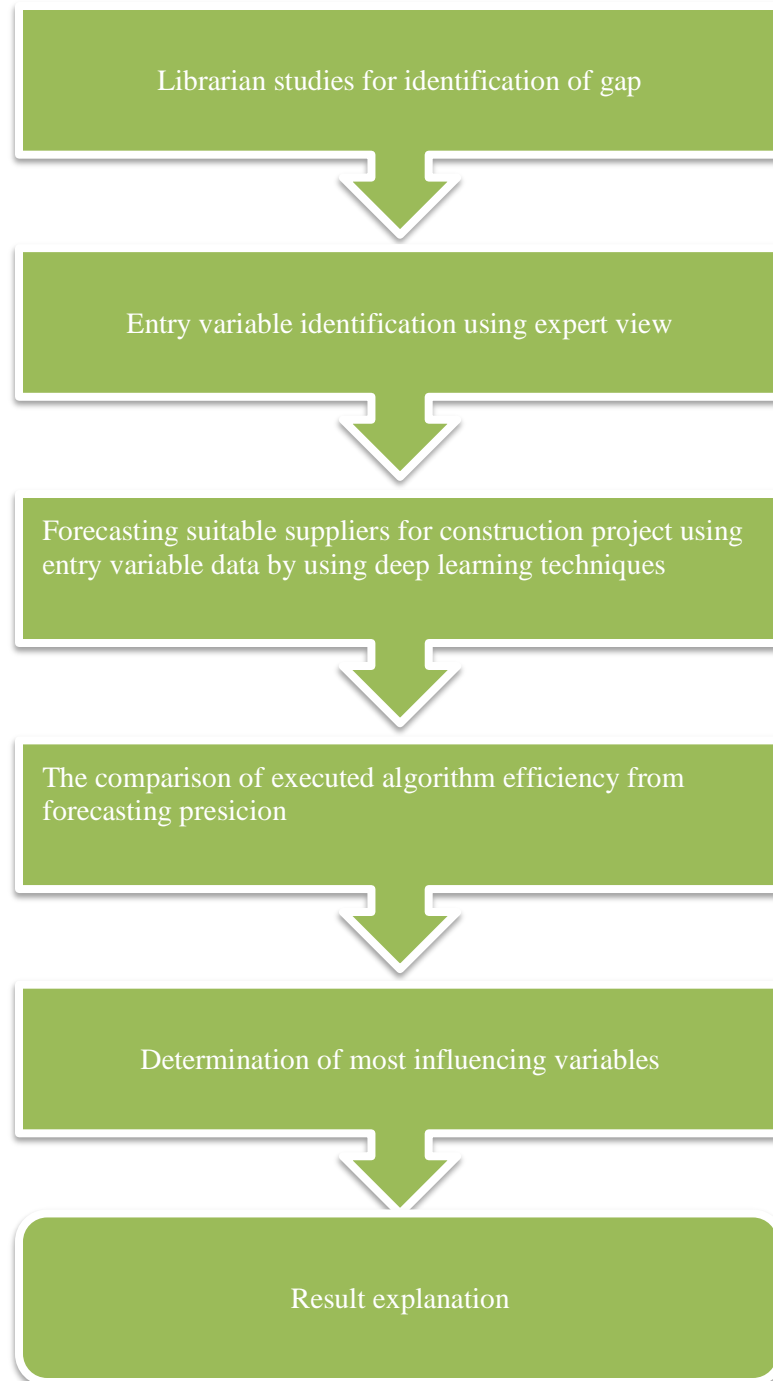 Librarian studies for identification of gap
Entry variable identification using expert view
Forecasting suitable suppliers for construction project using
entry variable data by using deep learning techniques
The comparison of executed algorithm efficiency from
forecasting presicion
Determination of most influencing variables
Result explanation